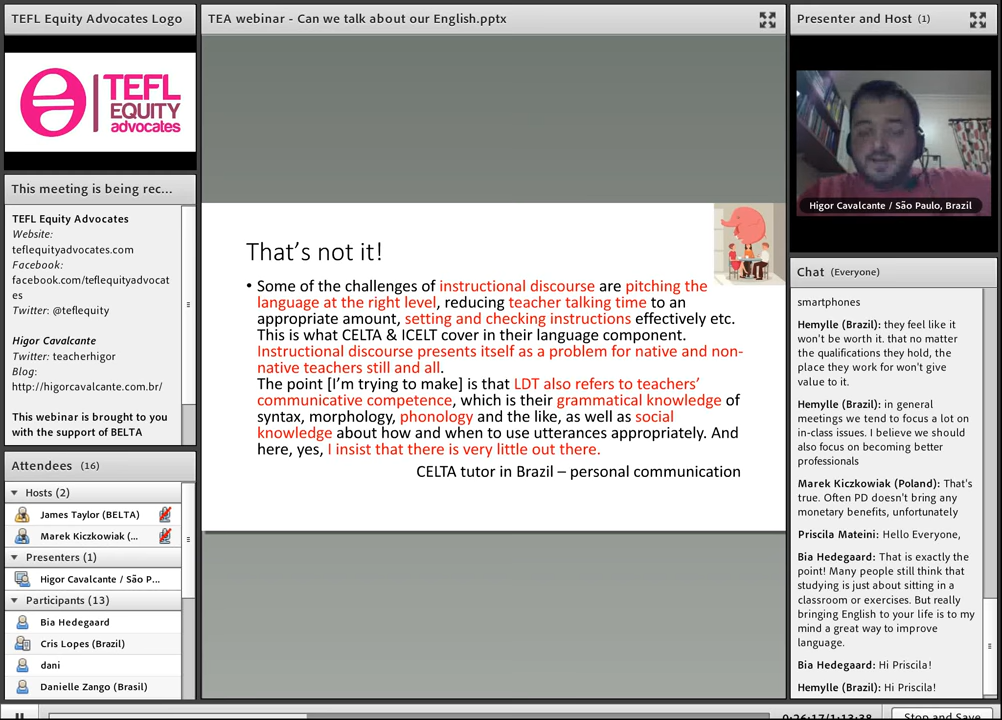 TEFL Equity Advocates Logo
TEFL
EQUITY
advocates
This meeting is being rec...
TEFL Equity Advocates
Website:
teflequityadvocates.com
Facebook:
facebook.com/teflequityadvocat
es
Twitter: @teflequity
Higor Cavalcante
Twitter: teacherhigor
Blog:
http://higorcavalcante.com.br/
This webinar is brought to you
with the support of BELTA
Attendees (16)
Hosts (2)
James Taylor (BELTA)
Marek Kiczkowiak (...
Presenters (1)
Higor Cavalcante / São P...
Participants (13)
Bia Hedegaard
Cris Lopes (Brazil)
dani
Danielle Zango (Brasil)
TEA webinar - Can we talk about our English.pptx
That's not it!
• Some of the challenges of instructional discourse are pitching the
language at the right level, reducing teacher talking time to an
appropriate amount, setting and checking instructions effectively etc.
This is what CELTA & ICELT cover in their language component.
Instructional discourse presents itself as a problem for native and non-
native teachers still and all.
The point [I'm trying to make] is that LDT also refers to teachers'
communicative competence, which is their grammatical knowledge of
syntax, morphology, phonology and the like, as well as social
knowledge about how and when to use utterances appropriately. And
here, yes, I insist that there is very little out there.
CELTA tutor in Brazil – personal communication
Presenter and Host (1)
Higor Cavalcante / São Paulo, Brazil
Chat (Everyone)
smartphones
Hemylle (Brazil): they feel like it
won't be worth it. that no matter
the qualifications they hold, the
place they work for won't give
value to it.
Hemylle (Brazil): in general
meetings we tend to focus a lot on
in-class issues. I believe we should
also focus on becoming better
professionals
Marek Kiczkowiak (Poland): That's
true. Often PD doesn't bring any
monetary benefits, unfortunately
Priscila Mateini: Hello Everyone,
Bia Hedegaard: That is exactly the
point! Many people still think that
studying is just about sitting in a
classroom or exercises. But really
bringing English to your life is to my
mind a great way to improve
language.
Bia Hedegaard: Hi Priscila!
Hemylle (Brazil): Hi Priscila!
0:26:17/1:13:38
Stop and Save